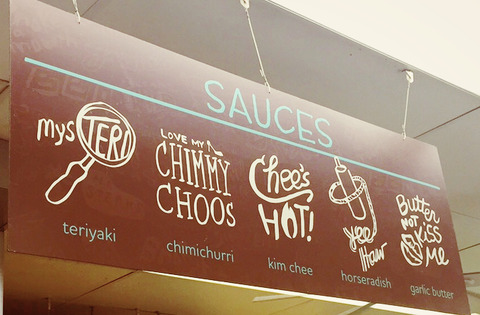 SAUCES
mysTERI
teriyaki
LOVE MY
CHIMMY
CHOOS
chimichurri
Chee's
HOT!
kim chee
yee
Haw
horseradish
Butter
NOT
KISS
ME
garlic butter